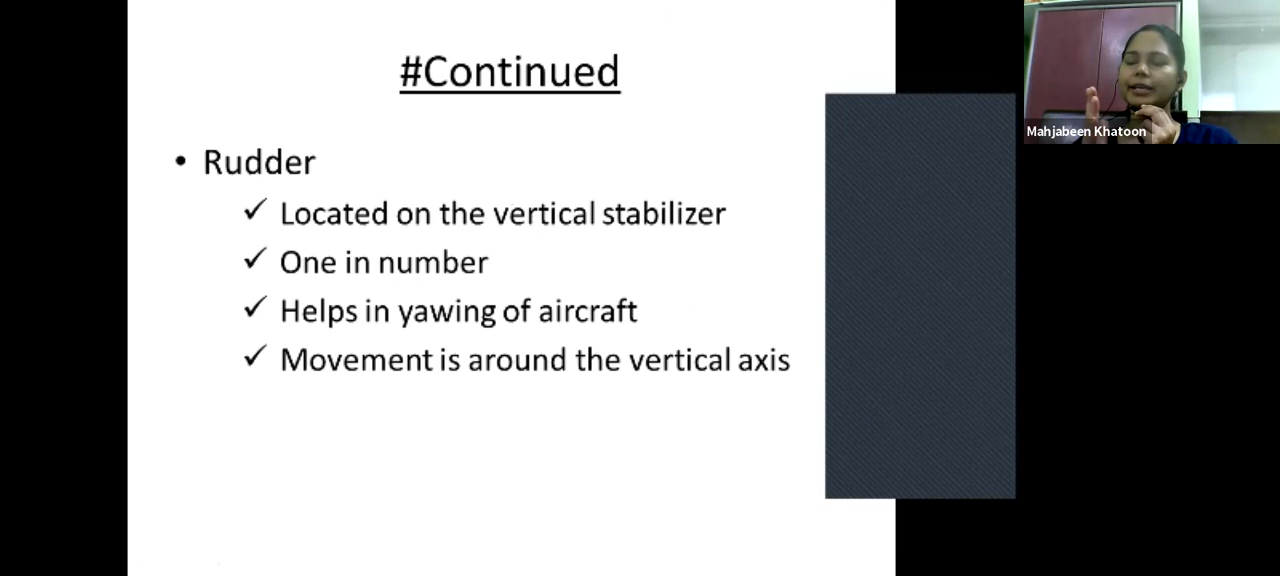 #Continued
• Rudder
✓ Located on the vertical stabilizer
✓ One in number
✓ Helps in yawing of aircraft
✓ Movement is around the vertical axis
Mahjabeen Khatoon